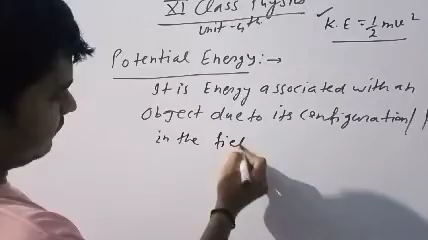 XI Class Physics
Unit-4th
✓ K.E = 1/2 mv²
Potential Energy :→
It is Energy associated with an
Object due to its configuration/
in the fie